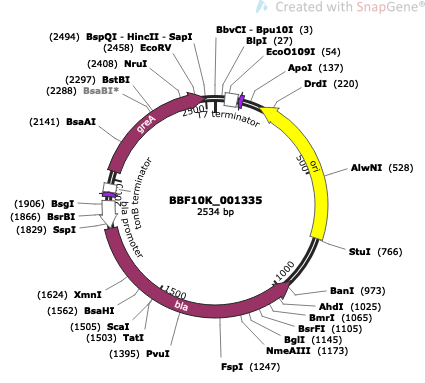 Created with SnapGene®
(2494) BspQI - HincII - SapI
(2458) EcoRV
(2408) NruI
(2297) BstBI
(2288) BsaBI*
(2141) BsaAI
BbvCI - Bpu10I (3)
BlpI (27)
EcoO109I (54)
ApoI (137)
DrdI (220)
AlwNI (528)
StuI (766)
BanI (973)
AhdI (1025)
BmrI (1065)
BsrFI (1105)
BglI (1145)
NmeAIII (1173)
FspI (1247)
(1395) PvuI
(1503) TatI
(1505) ScaI
(1562) BsaHI
(1624) XmnI
(1829) SspI
(1866) BsrBI
(1906) BsgI
BBF10K_001335
2534 bp
greA
T7 terminator
ori
bla
bla promoter
tonB terminator
500
1000
1500
2500